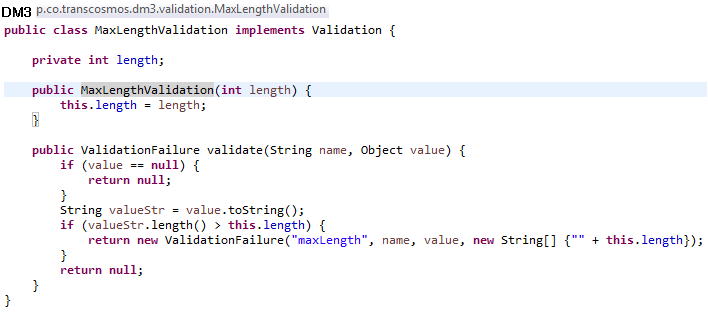 DM3 p.co.transcosmos.dm3.validation.MaxLengthValidation
public class MaxLengthValidation implements Validation {
private int length;
public MaxLengthValidation(int length) {
this.length = length;
}
public ValidationFailure validate(String name, Object value) {
if (value == null) {
return null;
}
String valueStr = value.toString();
if (valueStr.length() > this.length) {
return new ValidationFailure("maxLength", name, value, new String[] {"" + this.length});
}
return null;
}
}